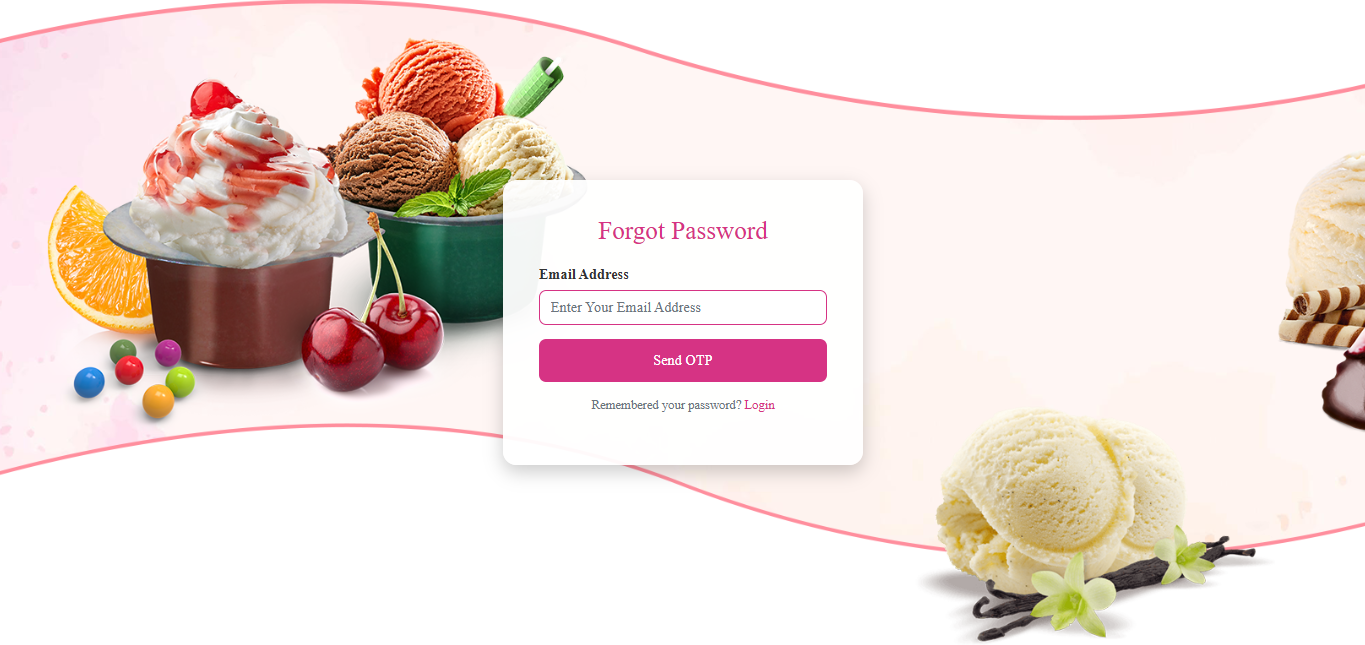 Forgot Password
Email Address
Enter Your Email Address
Send OTP
Remembered your password? Login